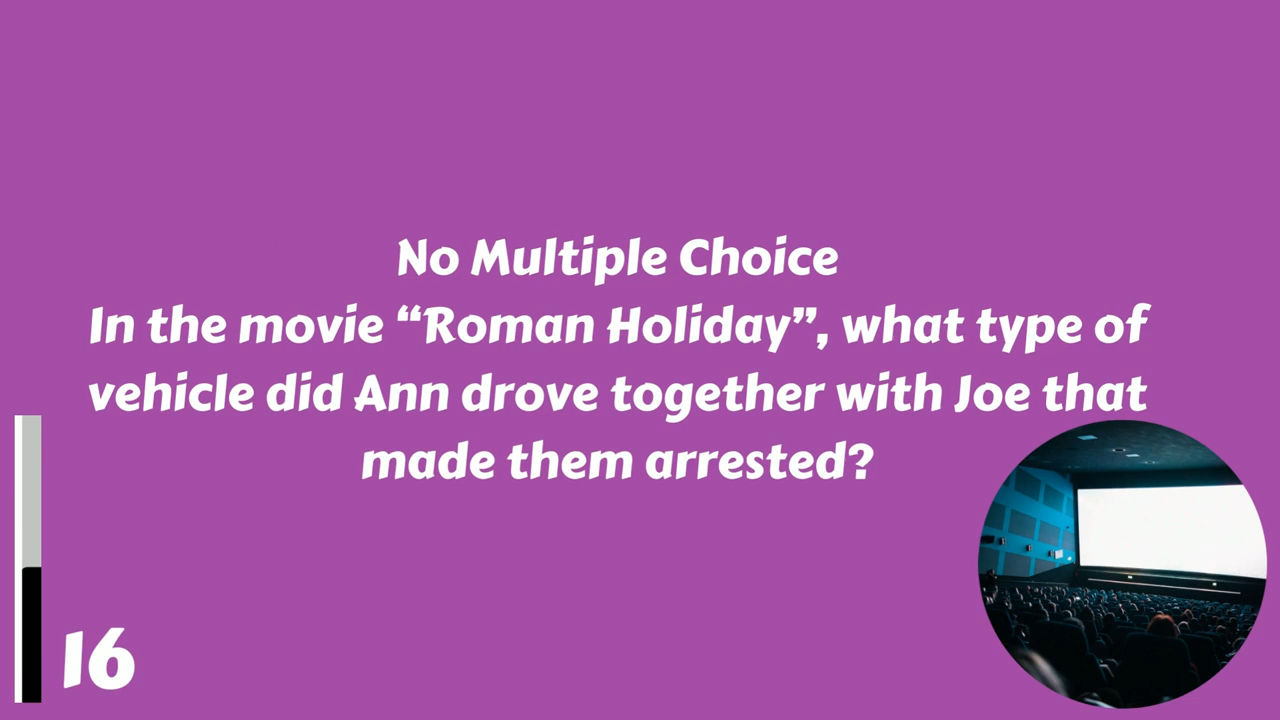 No Multiple Choice
In the movie “Roman Holiday”, what type of
vehicle did Ann drove together with Joe that
made them arrested?
16